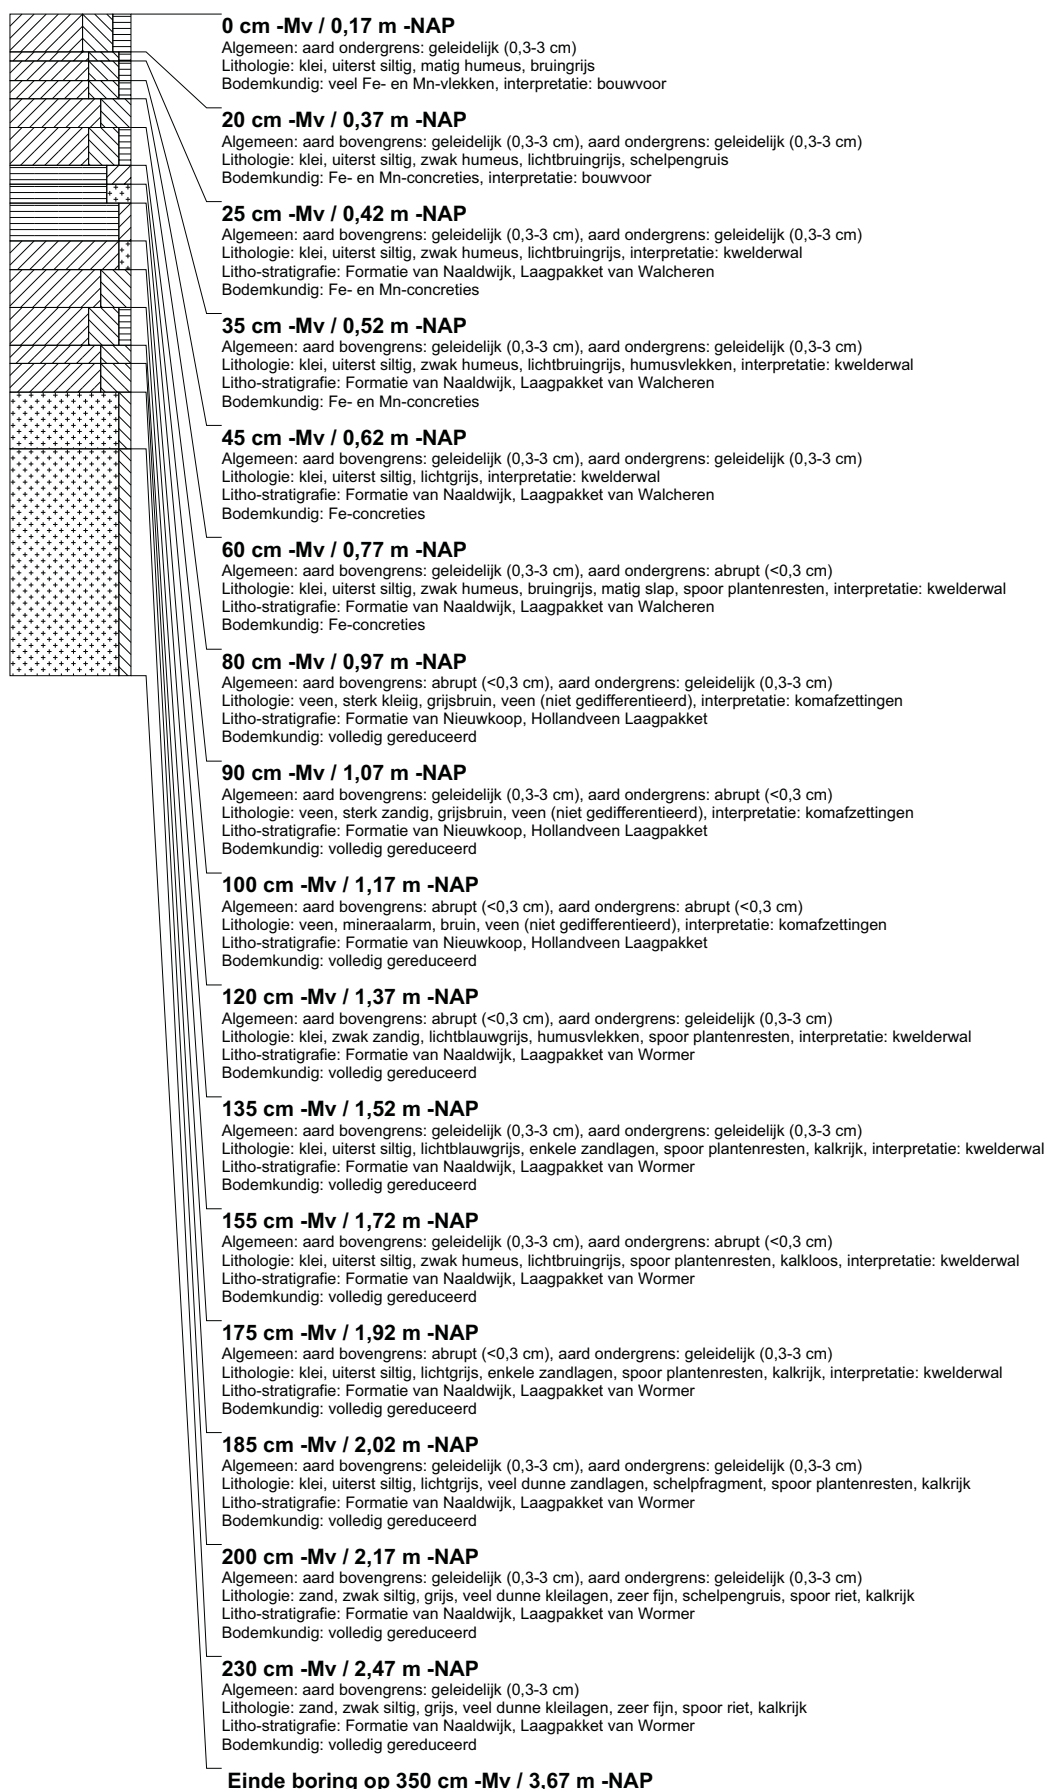 0 cm -Mv / 0,17 m -NAP
Algemeen: aard ondergrens: geleidelijk (0,3-3 cm)
Lithologie: klei, uiterst siltig, matig humeus, bruingrijs
Bodemkundig: veel Fe- en Mn-vlekken, interpretatie: bouwvoor
20 cm -Mv / 0,37 m -NAP
Algemeen: aard bovengrens: geleidelijk (0,3-3 cm), aard ondergrens: geleidelijk (0,3-3 cm)
Lithologie: klei, uiterst siltig, zwak humeus, lichtbruingrijs, schelpengruis
Bodemkundig: Fe- en Mn-concreties, interpretatie: bouwvoor
25 cm -Mv / 0,42 m -NAP
Algemeen: aard bovengrens: geleidelijk (0,3-3 cm), aard ondergrens: geleidelijk (0,3-3 cm)
Lithologie: klei, uiterst siltig, zwak humeus, lichtbruingrijs, interpretatie: kwelderwal
Litho-stratigrafie: Formatie van Naaldwijk, Laagpakket van Walcheren
Bodemkundig: Fe- en Mn-concreties
35 cm -Mv / 0,52 m -NAP
Algemeen: aard bovengrens: geleidelijk (0,3-3 cm), aard ondergrens: geleidelijk (0,3-3 cm)
Lithologie: klei, uiterst siltig, zwak humeus, lichtbruingrijs, humusvlekken, interpretatie: kwelderwal
Litho-stratigrafie: Formatie van Naaldwijk, Laagpakket van Walcheren
Bodemkundig: Fe- en Mn-concreties
45 cm -Mv / 0,62 m -NAP
Algemeen: aard bovengrens: geleidelijk (0,3-3 cm), aard ondergrens: geleidelijk (0,3-3 cm)
Lithologie: klei, uiterst siltig, lichtgrijs, interpretatie: kwelderwal
Litho-stratigrafie: Formatie van Naaldwijk, Laagpakket van Walcheren
Bodemkundig: Fe-concreties
60 cm -Mv / 0,77 m -NAP
Algemeen: aard bovengrens: geleidelijk (0,3-3 cm), aard ondergrens: abrupt (<0,3 cm)
Lithologie: klei, uiterst siltig, zwak humeus, bruingrijs, matig slap, spoor plantenresten, interpretatie: kwelderwal
Litho-stratigrafie: Formatie van Naaldwijk, Laagpakket van Walcheren
Bodemkundig: Fe-concreties
80 cm -Mv / 0,97 m -NAP
Algemeen: aard bovengrens: abrupt (<0,3 cm), aard ondergrens: geleidelijk (0,3-3 cm)
Lithologie: veen, sterk kleiig, grijsbruin, veen (niet gedifferentieerd), interpretatie: komafzettingen
Litho-stratigrafie: Formatie van Nieuwkoop, Hollandveen Laagpakket
Bodemkundig: volledig gereduceerd
90 cm -Mv / 1,07 m -NAP
Algemeen: aard bovengrens: geleidelijk (0,3-3 cm), aard ondergrens: abrupt (<0,3 cm)
Lithologie: veen, sterk zandig, grijsbruin, veen (niet gedifferentieerd), interpretatie: komafzettingen
Litho-stratigrafie: Formatie van Nieuwkoop, Hollandveen Laagpakket
Bodemkundig: volledig gereduceerd
100 cm -Mv / 1,17 m -NAP
Algemeen: aard bovengrens: abrupt (<0,3 cm), aard ondergrens: abrupt (<0,3 cm)
Lithologie: veen, mineraalarm, bruin, veen (niet gedifferentieerd), interpretatie: komafzettingen
Litho-stratigrafie: Formatie van Nieuwkoop, Hollandveen Laagpakket
Bodemkundig: volledig gereduceerd
120 cm -Mv / 1,37 m -NAP
Algemeen: aard bovengrens: abrupt (<0,3 cm), aard ondergrens: geleidelijk (0,3-3 cm)
Lithologie: klei, zwak zandig, lichtblauwgrijs, humusvlekken, spoor plantenresten, interpretatie: kwelderwal
Litho-stratigrafie: Formatie van Naaldwijk, Laagpakket van Wormer
Bodemkundig: volledig gereduceerd
135 cm -Mv / 1,52 m -NAP
Algemeen: aard bovengrens: geleidelijk (0,3-3 cm), aard ondergrens: geleidelijk (0,3-3 cm)
Lithologie: klei, uiterst siltig, lichtblauwgrijs, enkele zandlagen, spoor plantenresten, kalkrijk, interpretatie: kwelderwal
Litho-stratigrafie: Formatie van Naaldwijk, Laagpakket van Wormer
Bodemkundig: volledig gereduceerd
155 cm -Mv / 1,72 m -NAP
Algemeen: aard bovengrens: geleidelijk (0,3-3 cm), aard ondergrens: abrupt (<0,3 cm)
Lithologie: klei, uiterst siltig, zwak humeus, lichtbruingrijs, spoor plantenresten, kalkloos, interpretatie: kwelderwal
Litho-stratigrafie: Formatie van Naaldwijk, Laagpakket van Wormer
Bodemkundig: volledig gereduceerd
175 cm -Mv / 1,92 m -NAP
Algemeen: aard bovengrens: abrupt (<0,3 cm), aard ondergrens: geleidelijk (0,3-3 cm)
Lithologie: klei, uiterst siltig, lichtgrijs, enkele zandlagen, spoor plantenresten, kalkrijk, interpretatie: kwelderwal
Litho-stratigrafie: Formatie van Naaldwijk, Laagpakket van Wormer
Bodemkundig: volledig gereduceerd
185 cm -Mv / 2,02 m -NAP
Algemeen: aard bovengrens: geleidelijk (0,3-3 cm), aard ondergrens: geleidelijk (0,3-3 cm)
Lithologie: klei, uiterst siltig, lichtgrijs, veel dunne zandlagen, schelpfragment, spoor plantenresten, kalkrijk
Litho-stratigrafie: Formatie van Naaldwijk, Laagpakket van Wormer
Bodemkundig: volledig gereduceerd
200 cm -Mv / 2,17 m -NAP
Algemeen: aard bovengrens: geleidelijk (0,3-3 cm), aard ondergrens: geleidelijk (0,3-3 cm)
Lithologie: zand, zwak siltig, grijs, veel dunne kleilagen, zeer fijn, schelpengruis, spoor riet, kalkrijk
Litho-stratigrafie: Formatie van Naaldwijk, Laagpakket van Wormer
Bodemkundig: volledig gereduceerd
230 cm -Mv / 2,47 m -NAP
Algemeen: aard bovengrens: geleidelijk (0,3-3 cm)
Lithologie: zand, zwak siltig, grijs, veel dunne kleilagen, zeer fijn, spoor riet, kalkrijk
Litho-stratigrafie: Formatie van Naaldwijk, Laagpakket van Wormer
Bodemkundig: volledig gereduceerd
Einde boring op 350 cm -Mv / 3,67 m -NAP